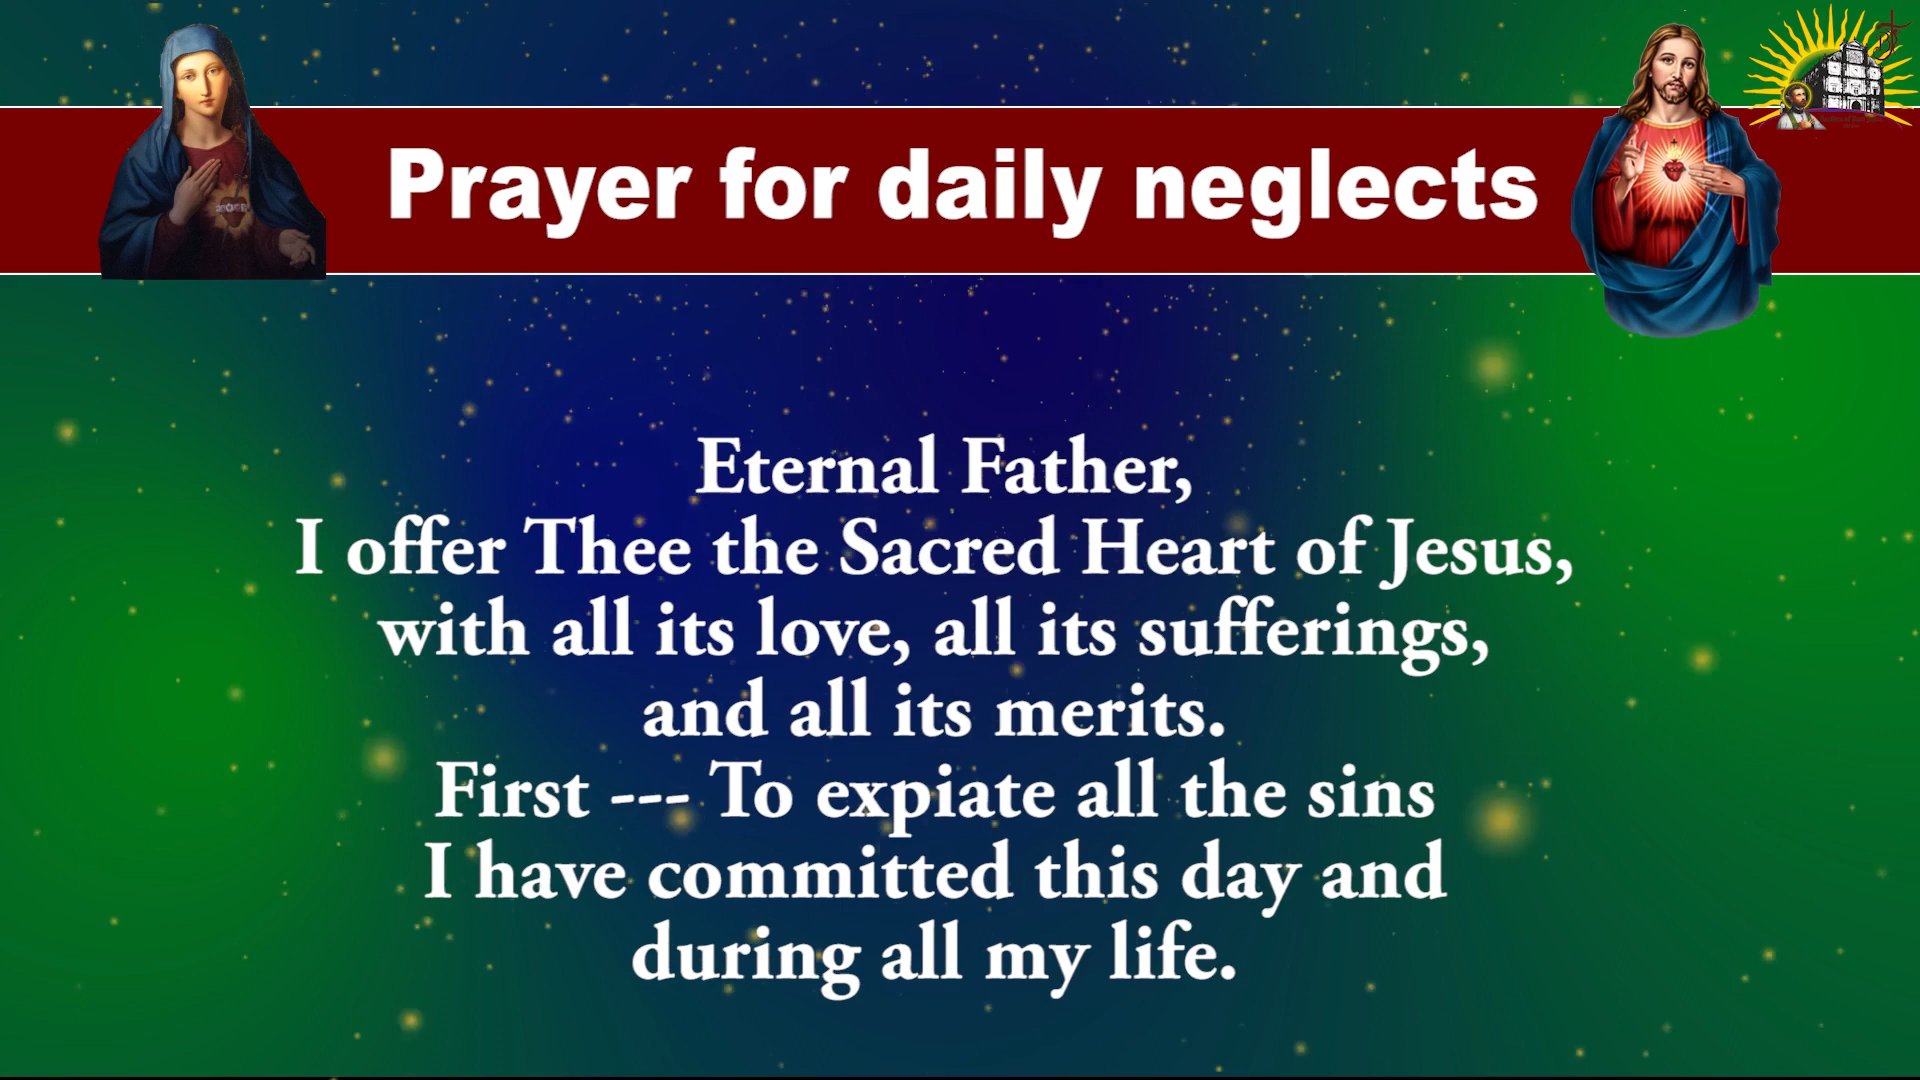 Prayer for daily neglects
Eternal Father,
I offer Thee the Sacred Heart of Jesus,
with all its love, all its sufferings,
and all its merits.
First --- To expiate all the sins
I have committed this day and
during all my life.